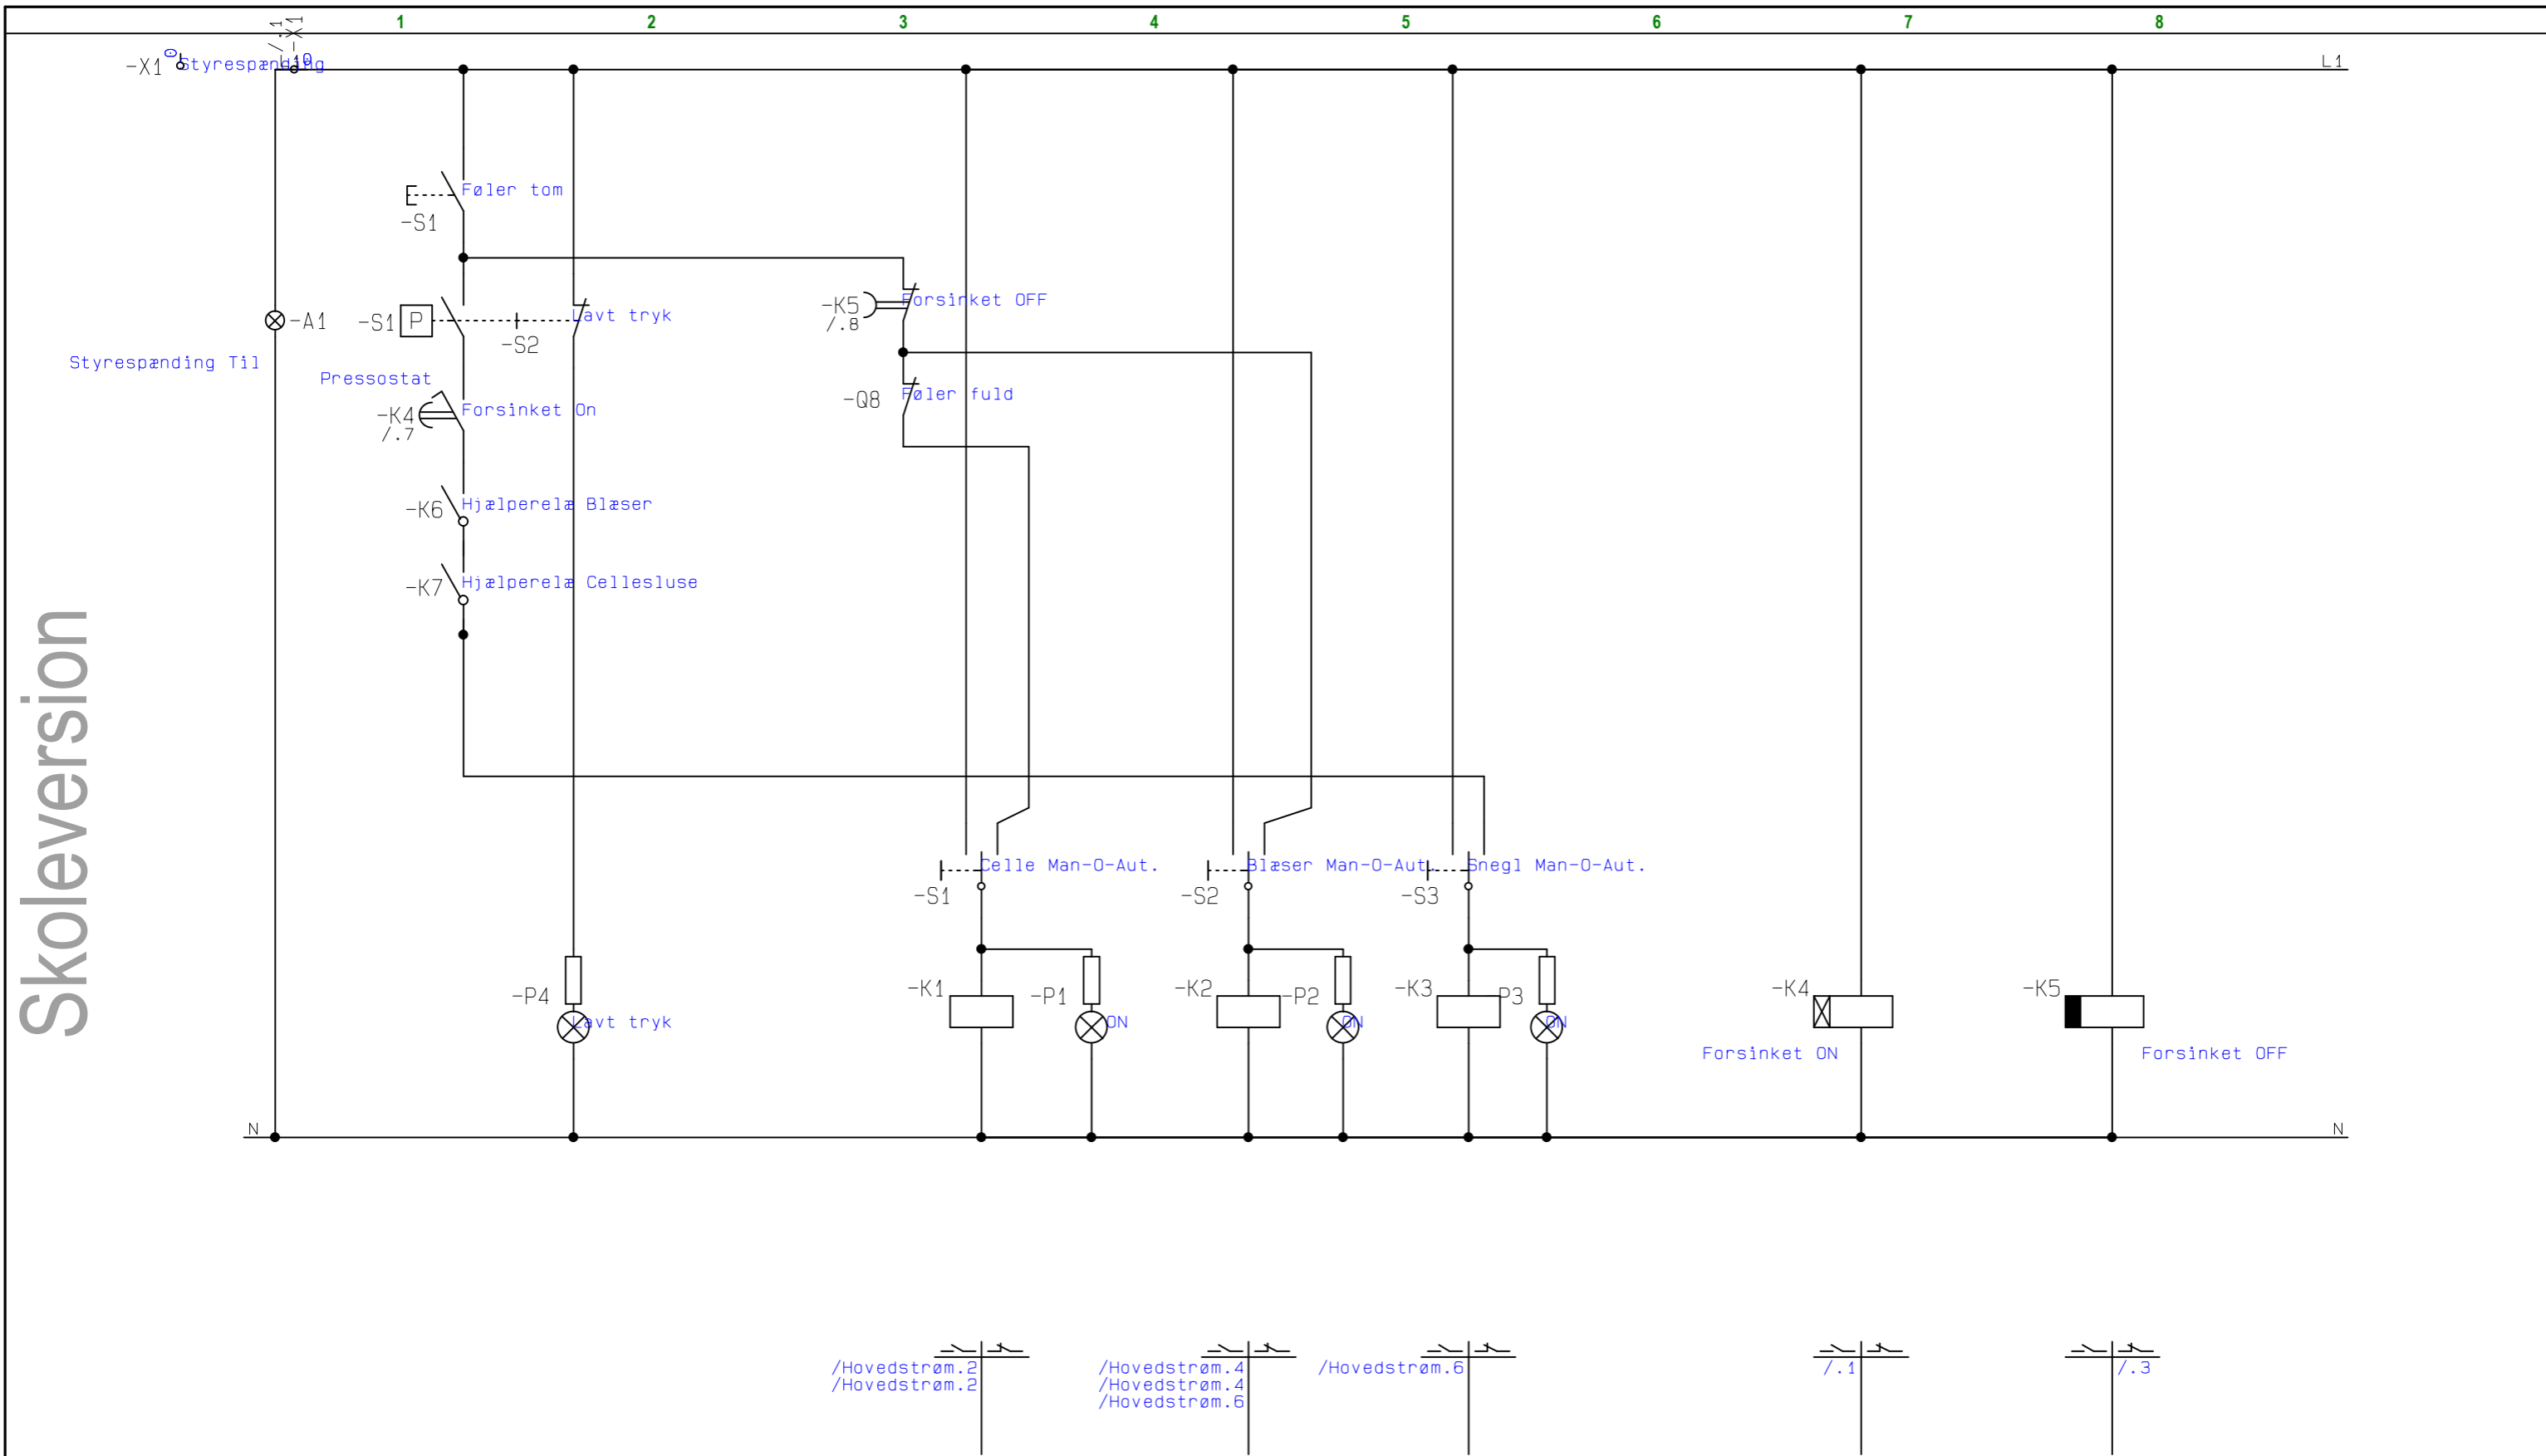 1 2 3 4 5 6 7 8
-X1 0 Styrespænding
/.1
-X1
0
L1
Føler tom
-S1
-K5 Forsinket OFF
/.8
-A1
-S1 P
-S2
Lavt tryk
Styrespænding Til
Pressostat
-Q8 Føler fuld
-K4 Forsinket On
/.7
-K6 Hjælperelæ Blæser
-K7 Hjælperelæ Cellesluse
Skoleversion
Celle Man-O-Aut.
-S1
Blæser Man-O-Aut.
-S2
Snegl Man-O-Aut.
-S3
-P4
Lavt tryk
-K1
-P1
ON
-K2
-P2
ON
-K3
P3
ON
-K4
Forsinket ON
-K5
Forsinket OFF
N
N
/Hovedstrøm.2
/Hovedstrøm.2
/Hovedstrøm.4
/Hovedstrøm.4
/Hovedstrøm.6
/Hovedstrøm.6
/.1
/.3